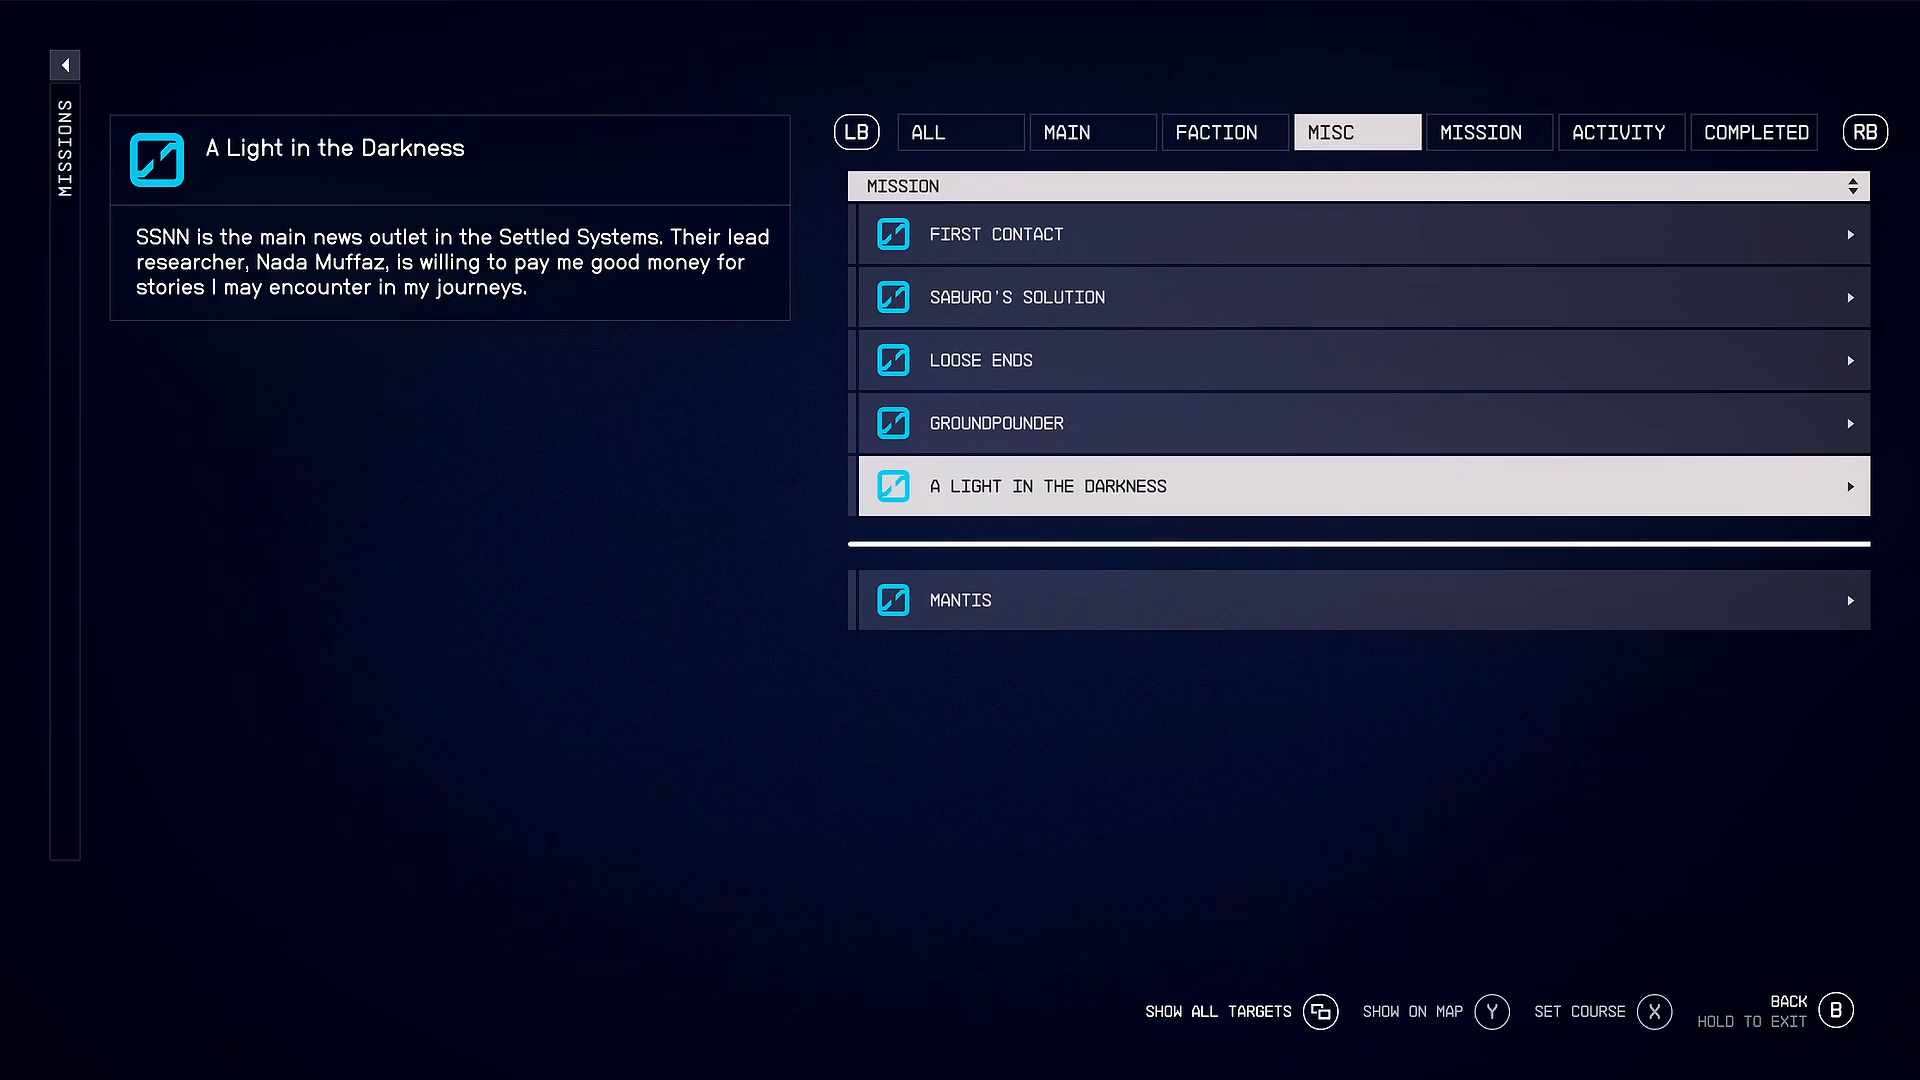 MISSIONS
A Light in the Darkness
SSNN is the main news outlet in the Settled Systems. Their lead
researcher, Nada Muffaz, is willing to pay me good money for
stories I may encounter in my journeys.
LB ALL MAIN FACTION MISC MISSION ACTIVITY COMPLETED RB
MISSION
FIRST CONTACT
SABURO'S SOLUTION
LOOSE ENDS
GROUNDPOUNDER
A LIGHT IN THE DARKNESS
MANTIS
SHOW ALL TARGETS SHOW ON MAP Y SET COURSE X BACK B
HOLD TO EXIT